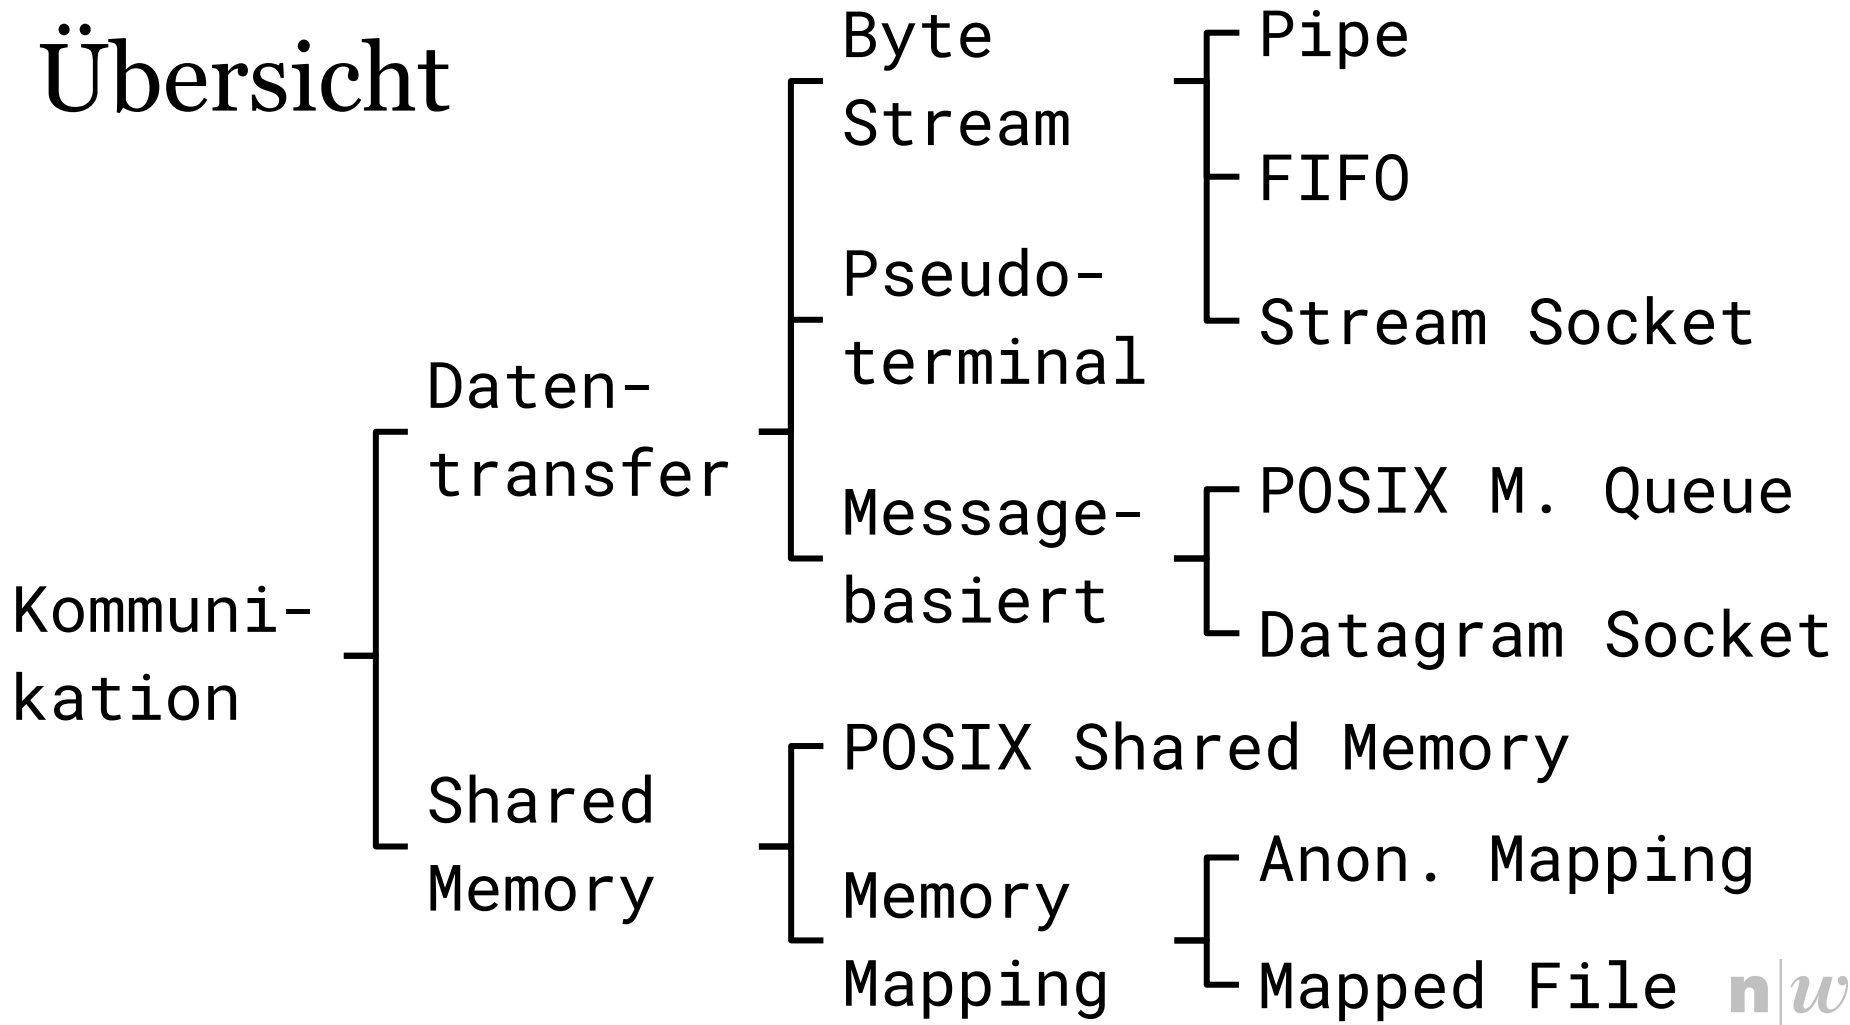 Übersicht
Kommuni-
kation
Daten-
transfer
Byte
Stream
Pipe
FIFO
Stream Socket
Pseudo-
terminal
Message-
basiert
POSIX M. Queue
Datagram Socket
Shared
Memory
POSIX Shared Memory
Memory
Mapping
Anon. Mapping
Mapped File
n|w